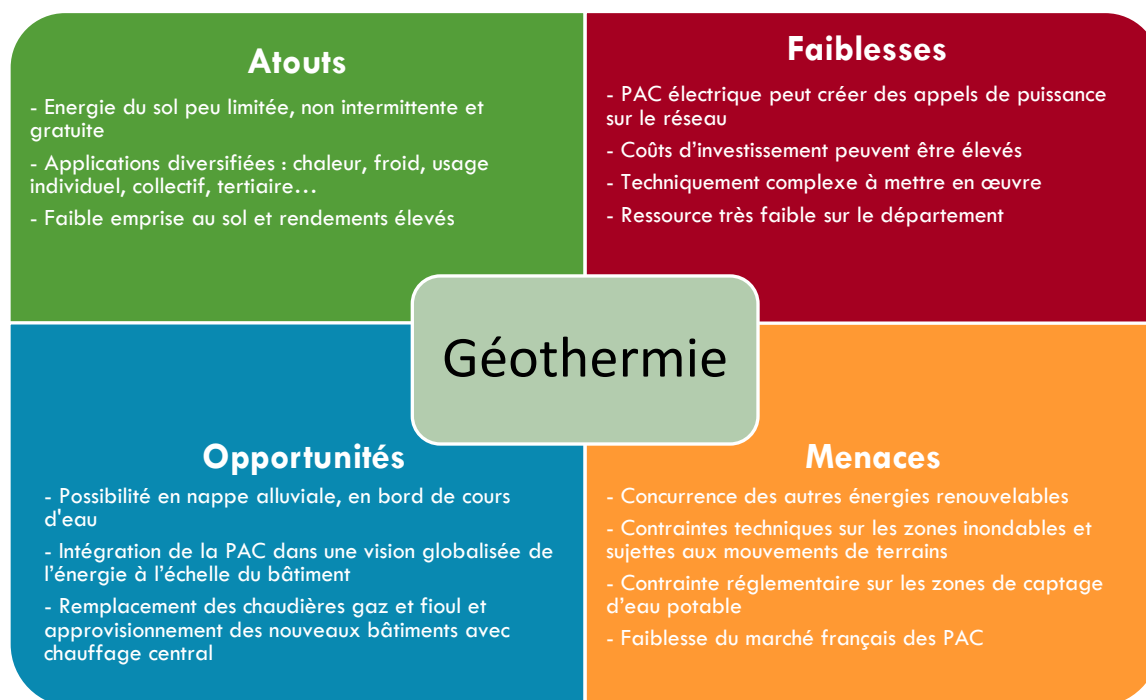 Atouts
- Energie du sol peu limitée, non intermittente et
gratuite
- Applications diversifiées : chaleur, froid, usage
individuel, collectif, tertiaire…
- Faible emprise au sol et rendements élevés
Faiblesses
- PAC électrique peut créer des appels de puissance
sur le réseau
- Coûts d’investissement peuvent être élevés
- Techniquement complexe à mettre en œuvre
- Ressource très faible sur le département
Géothermie
Opportunités
- Possibilité en nappe alluviale, en bord de cours
d'eau
- Intégration de la PAC dans une vision globalisée de
l’énergie à l’échelle du bâtiment
- Remplacement des chaudières gaz et fioul et
approvisionnement des nouveaux bâtiments avec
chauffage central
Menaces
- Concurrence des autres énergies renouvelables
- Contraintes techniques sur les zones inondables et
sujettes aux mouvements de terrains
- Contrainte réglementaire sur les zones de captage
d’eau potable
- Faiblesse du marché français des PAC